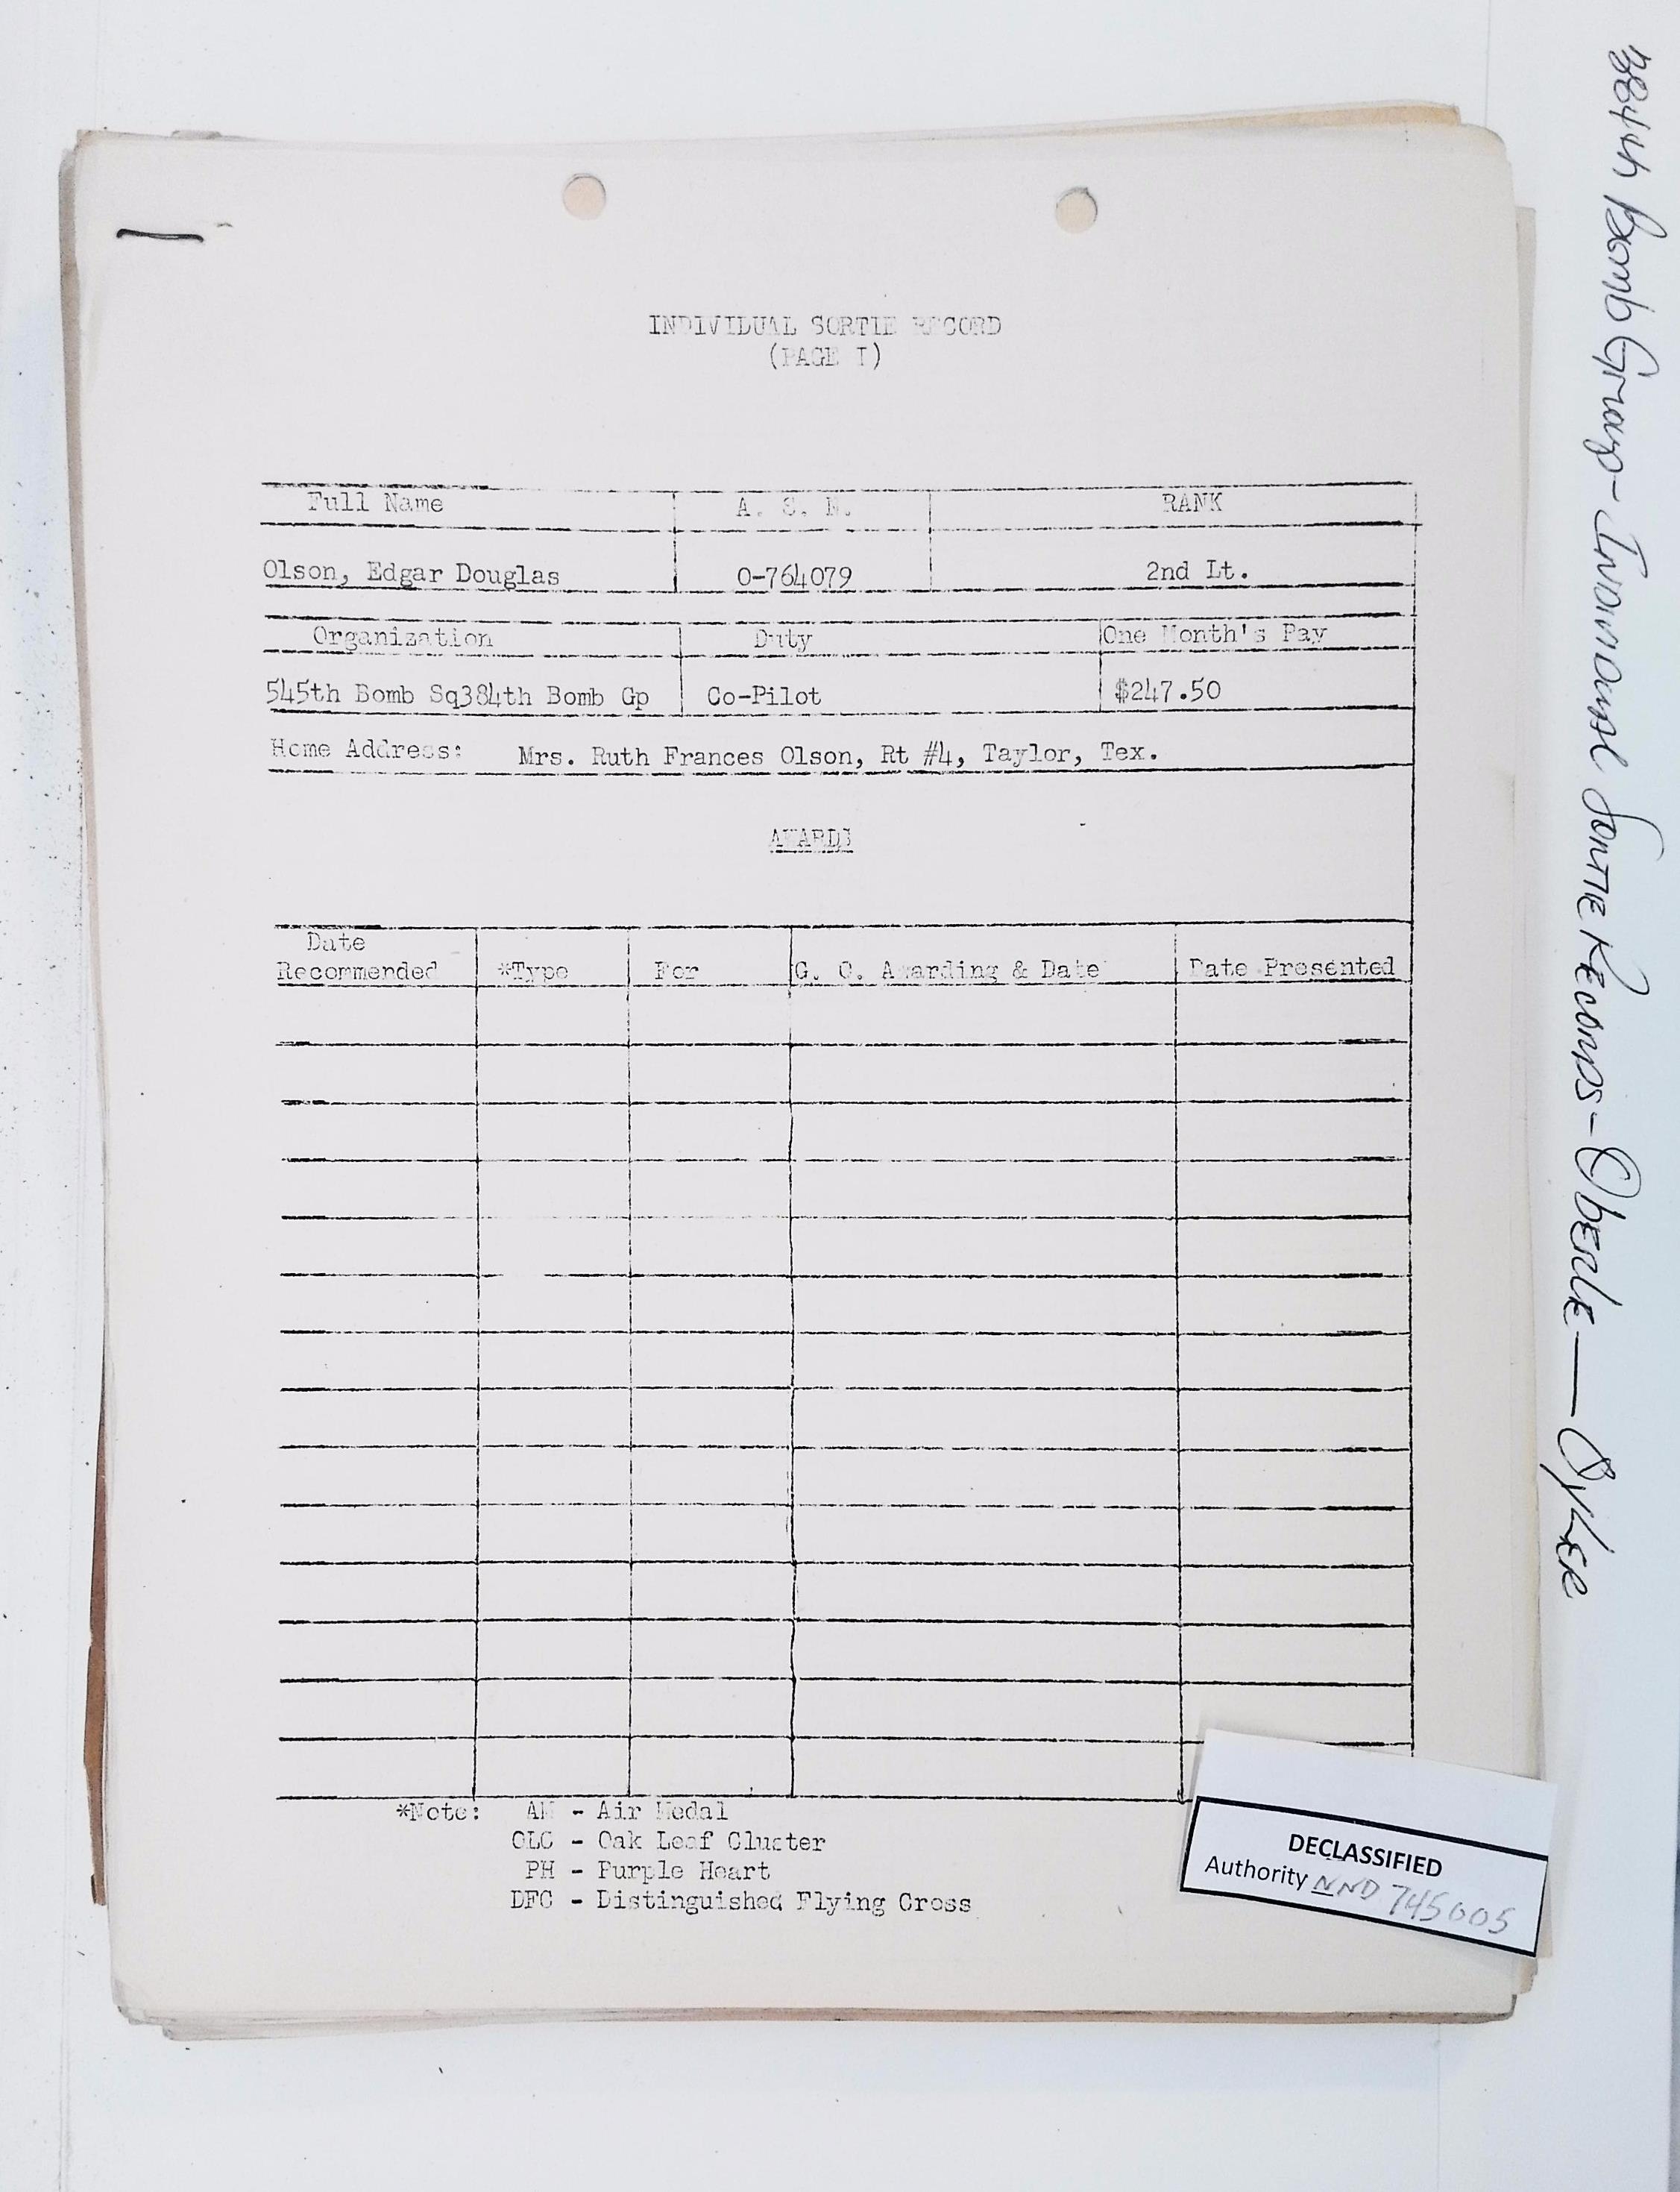 INDIVIDUAL SORTIE RECORD
(PAGE I)
Full Name A. S. N. RANK
Olson, Edgar Douglas 0-764079 2nd Lt.
Organization Duty One Month's Pay
545th Bomb Sq384th Bomb Gp Co-Pilot $247.50
Home Address: Mrs. Ruth Frances Olson, Rt #4, Taylor, Tex.
AWARDS
Date
Recommended *Type For G. O. Awarding & Date Date Presented
*Note: AM - Air Medal
OLC - Oak Leaf Cluster
PH - Purple Heart
DFC - Distinguished Flying Cross
DECLASSIFIED
Authority NND 745005
384th Bomb Group - Individual Sortie Records - Oberle — Oyler